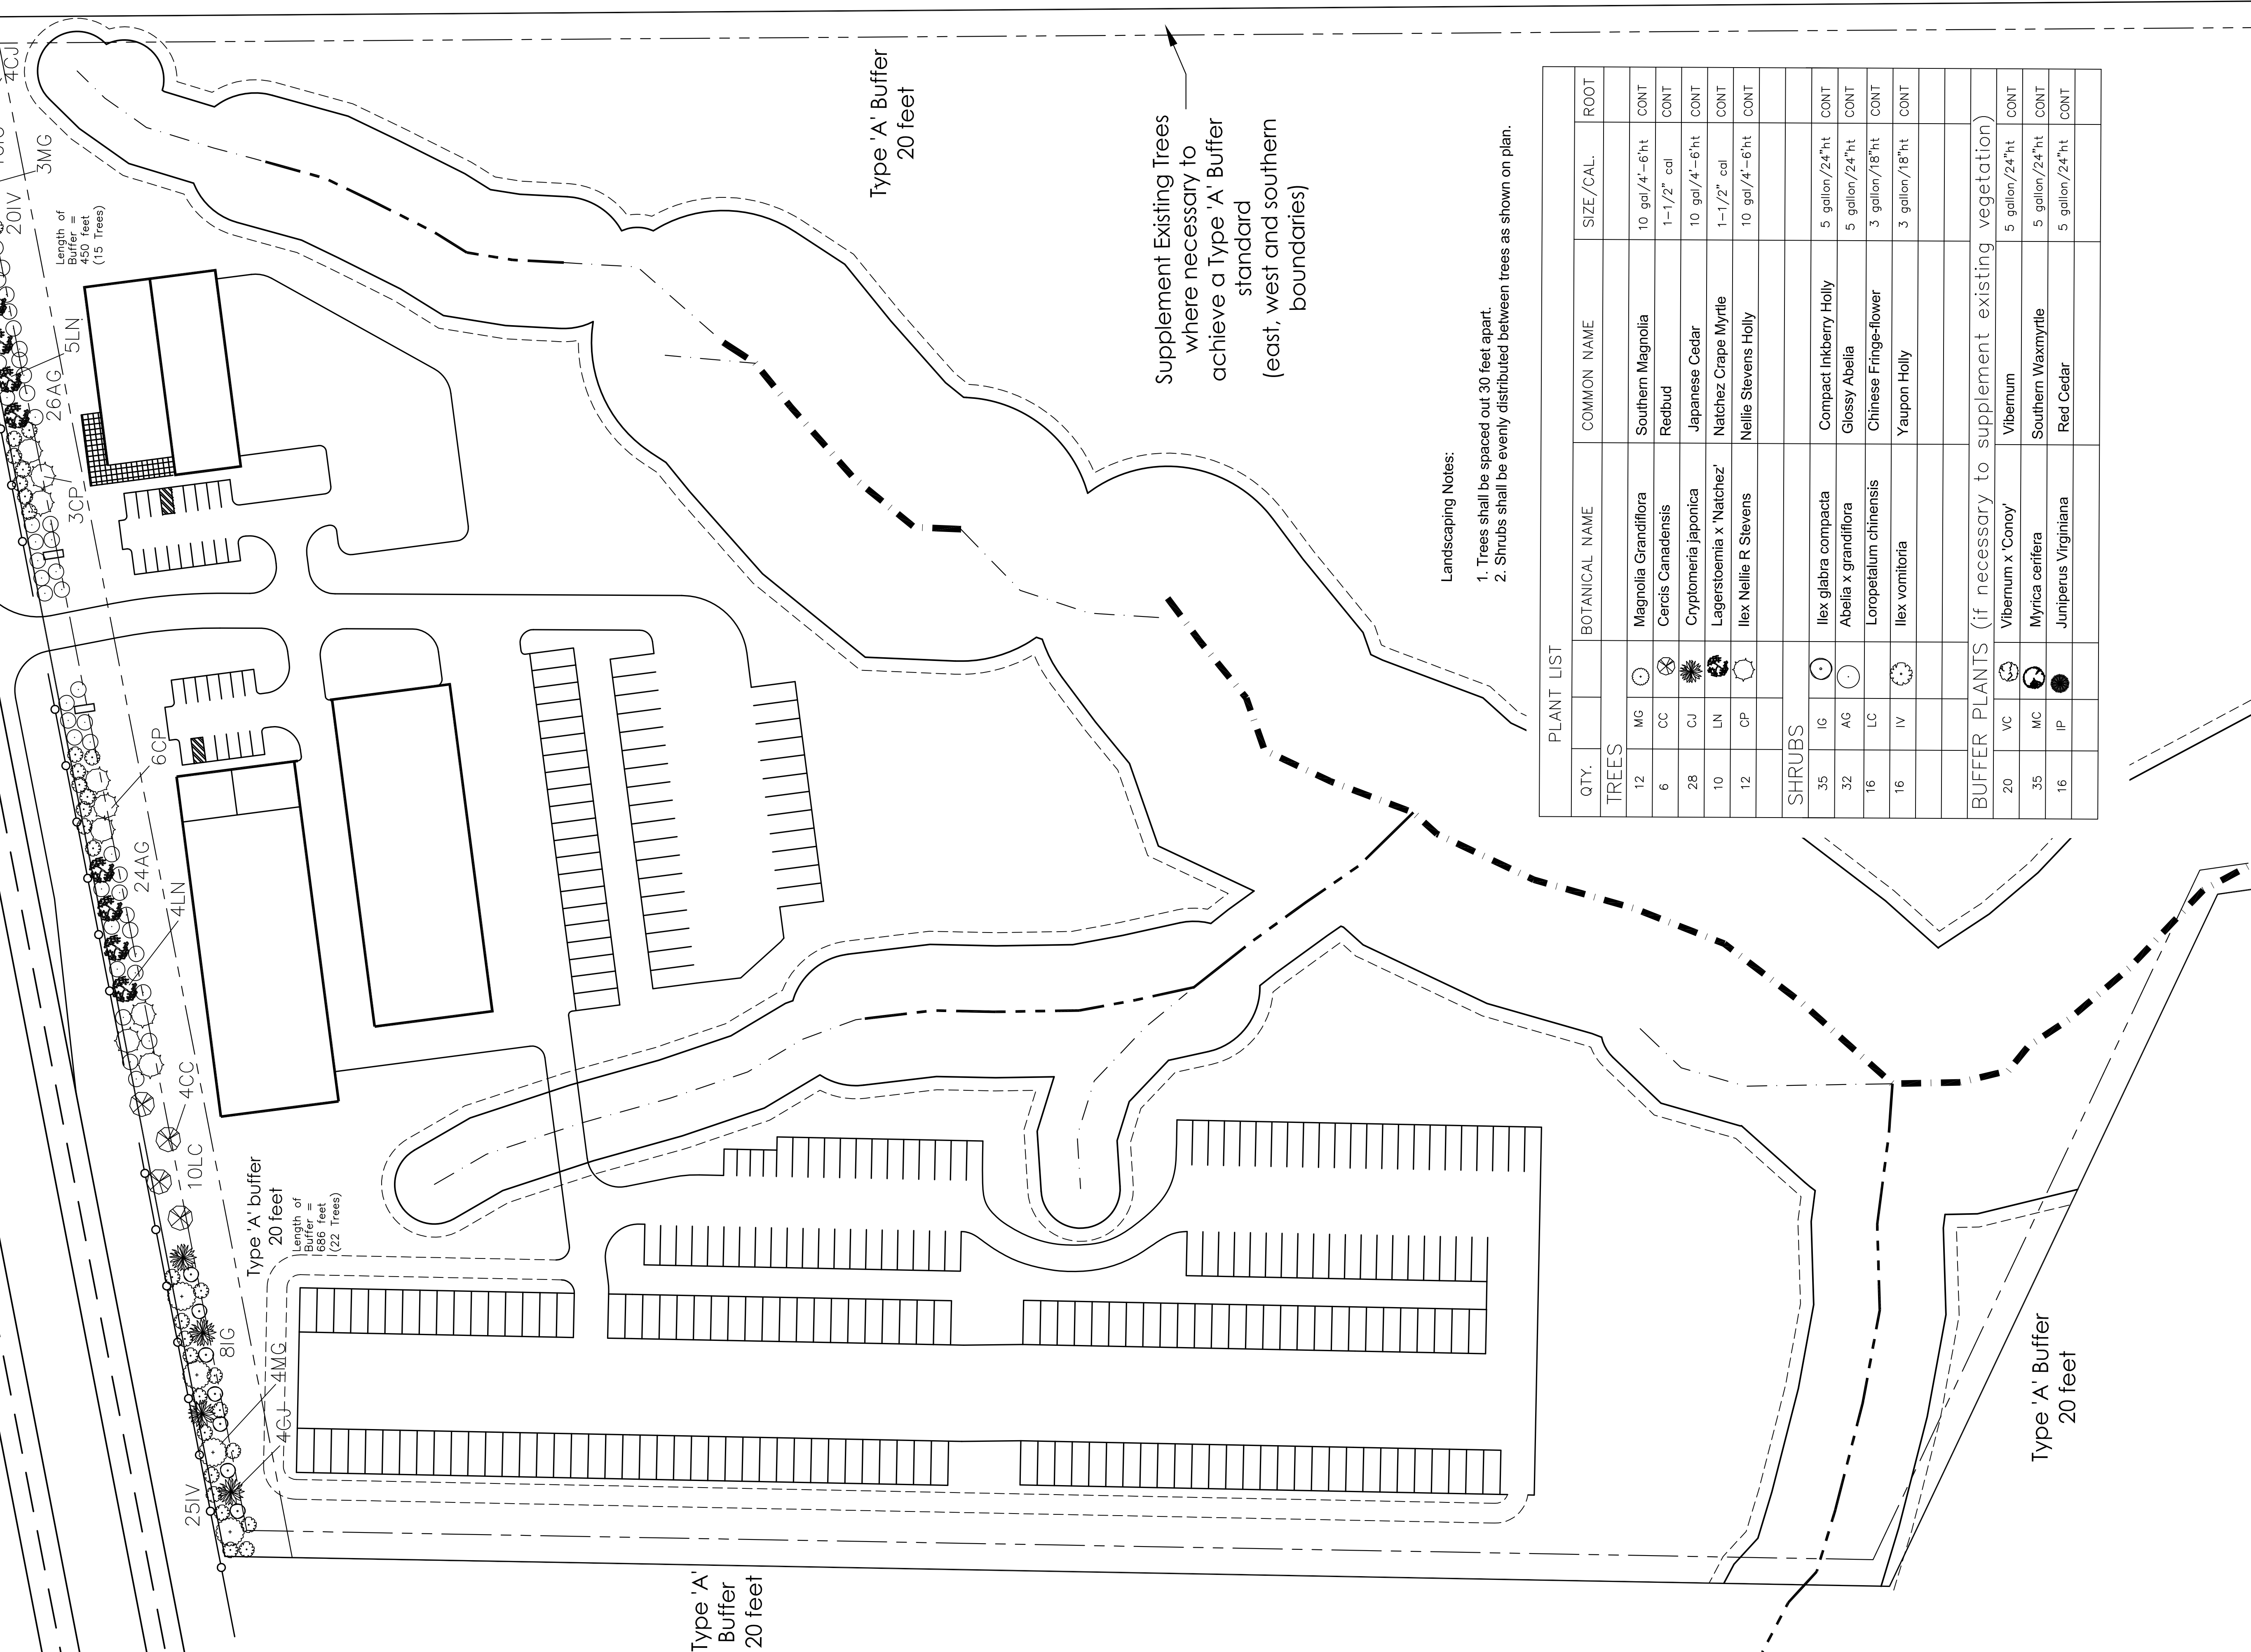 4CJ
3MG
20IV
Length of
Buffer =
450 feet
(15 Trees)
5LN
26AG
3CP
6CP
24AG
4LN
4CC
10LC
Type 'A' buffer
20 feet
Length of
Buffer =
686 feet
(22 Trees)
8IG
4MG
4CJ
25IV
Type 'A' Buffer
20 feet
Supplement Existing Trees
where necessary to
achieve a Type 'A' Buffer
standard
(east, west and southern
boundaries)
Type 'A'
Buffer
20 feet
Type 'A' Buffer
20 feet
Landscaping Notes:
1. Trees shall be spaced out 30 feet apart.
2. Shrubs shall be evenly distributed between trees as shown on plan.
PLANT LIST
QTY. BOTANICAL NAME COMMON NAME SIZE/CAL. ROOT
TREES
12 MG Magnolia Grandiflora Southern Magnolia 10 gal/4'-6'ht CONT
6 CC Cercis Canadensis Redbud 1-1/2" cal CONT
28 CJ Cryptomeria japonica Japanese Cedar 10 gal/4'-6'ht CONT
10 LN Lagerstoemia x 'Natchez' Natchez Crape Myrtle 1-1/2" cal CONT
12 CP Ilex Nellie R Stevens Nellie Stevens Holly 10 gal/4'-6'ht CONT
SHRUBS
35 IG Ilex glabra compacta Compact Inkberry Holly 5 gallon/24"ht CONT
32 AG Abelia x grandiflora Glossy Abelia 5 gallon/24"ht CONT
16 LC Loropetalum chinensis Chinese Fringe-flower 3 gallon/18"ht CONT
16 IV Ilex vomitoria Yaupon Holly 3 gallon/18"ht CONT
BUFFER PLANTS (if necessary to supplement existing vegetation)
20 VC Vibernum x 'Conoy' Vibernum 5 gallon/24"ht CONT
35 MC Myrica cerifera Southern Waxmyrtle 5 gallon/24"ht CONT
16 IP Juniperus Virginiana Red Cedar 5 gallon/24"ht CONT